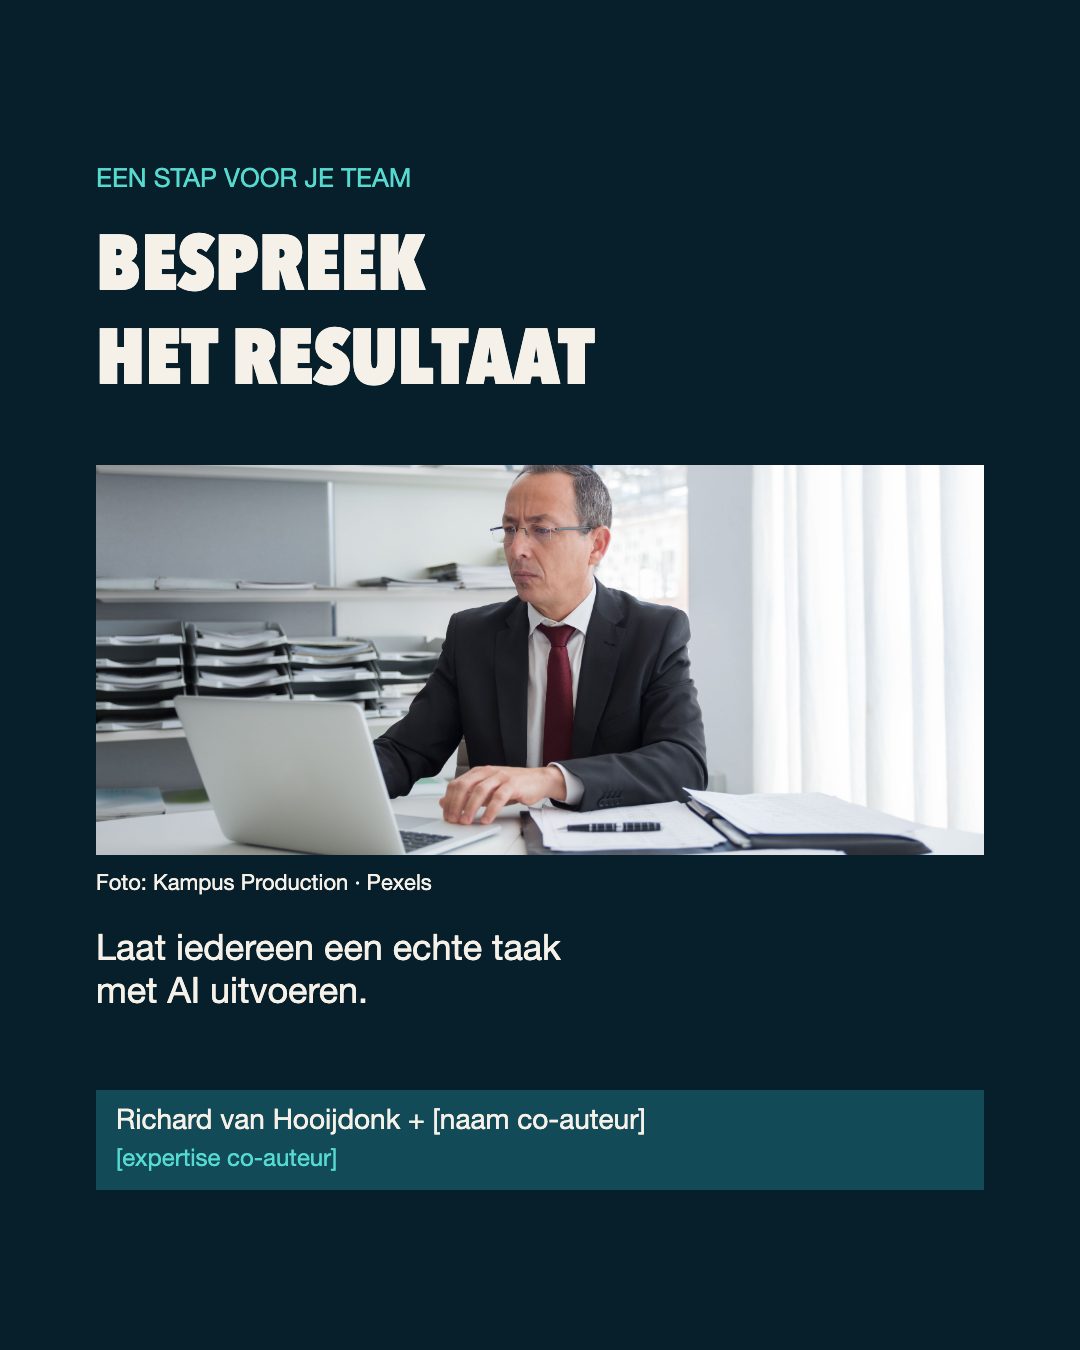 EEN STAP VOOR JE TEAM
BESPREEK
HET RESULTAAT
Foto: Kampus Production · Pexels
Laat iedereen een echte taak
met AI uitvoeren.
Richard van Hooijdonk + [naam co-auteur]
[expertise co-auteur]